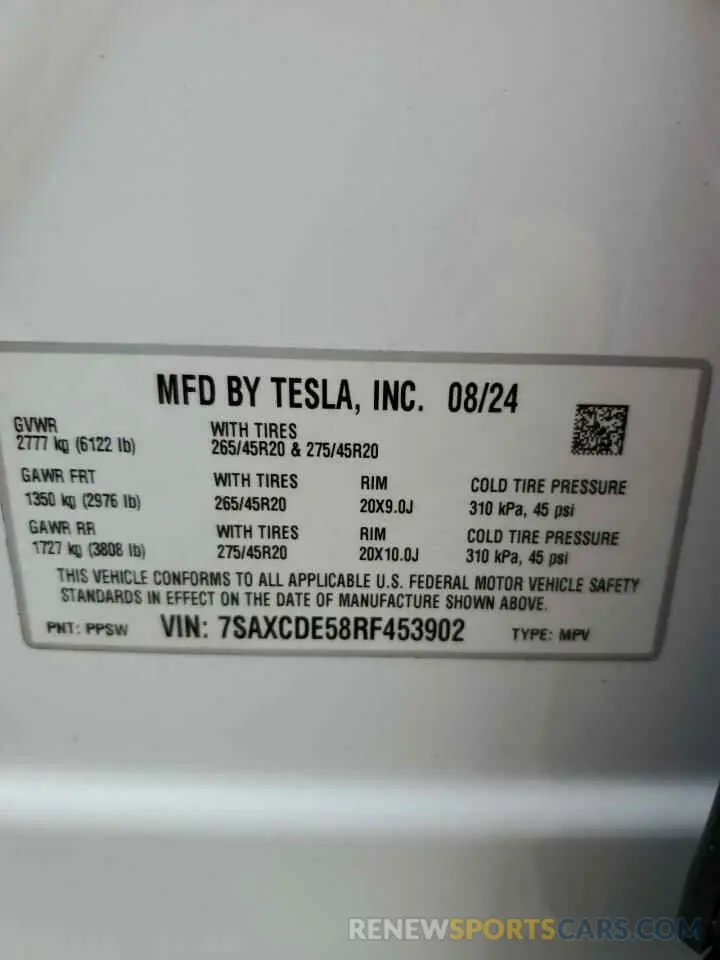 MFD BY TESLA, INC. 08/24
GVWR
2777 kg (6122 lb)
WITH TIRES
265/45R20 & 275/45R20
GAWR FRT
1350 kg (2976 lb)
WITH TIRES
265/45R20
RIM
20X9.0J
COLD TIRE PRESSURE
310 kPa, 45 psi
GAWR RR
1727 kg (3808 lb)
WITH TIRES
275/45R20
RIM
20X10.0J
COLD TIRE PRESSURE
310 kPa, 45 psi
THIS VEHICLE CONFORMS TO ALL APPLICABLE U.S. FEDERAL MOTOR VEHICLE SAFETY
STANDARDS IN EFFECT ON THE DATE OF MANUFACTURE SHOWN ABOVE.
PNT: PPSW VIN: 7SAXCDE58RF453902 TYPE: MPV
RENEWSPORTSCARS.COM